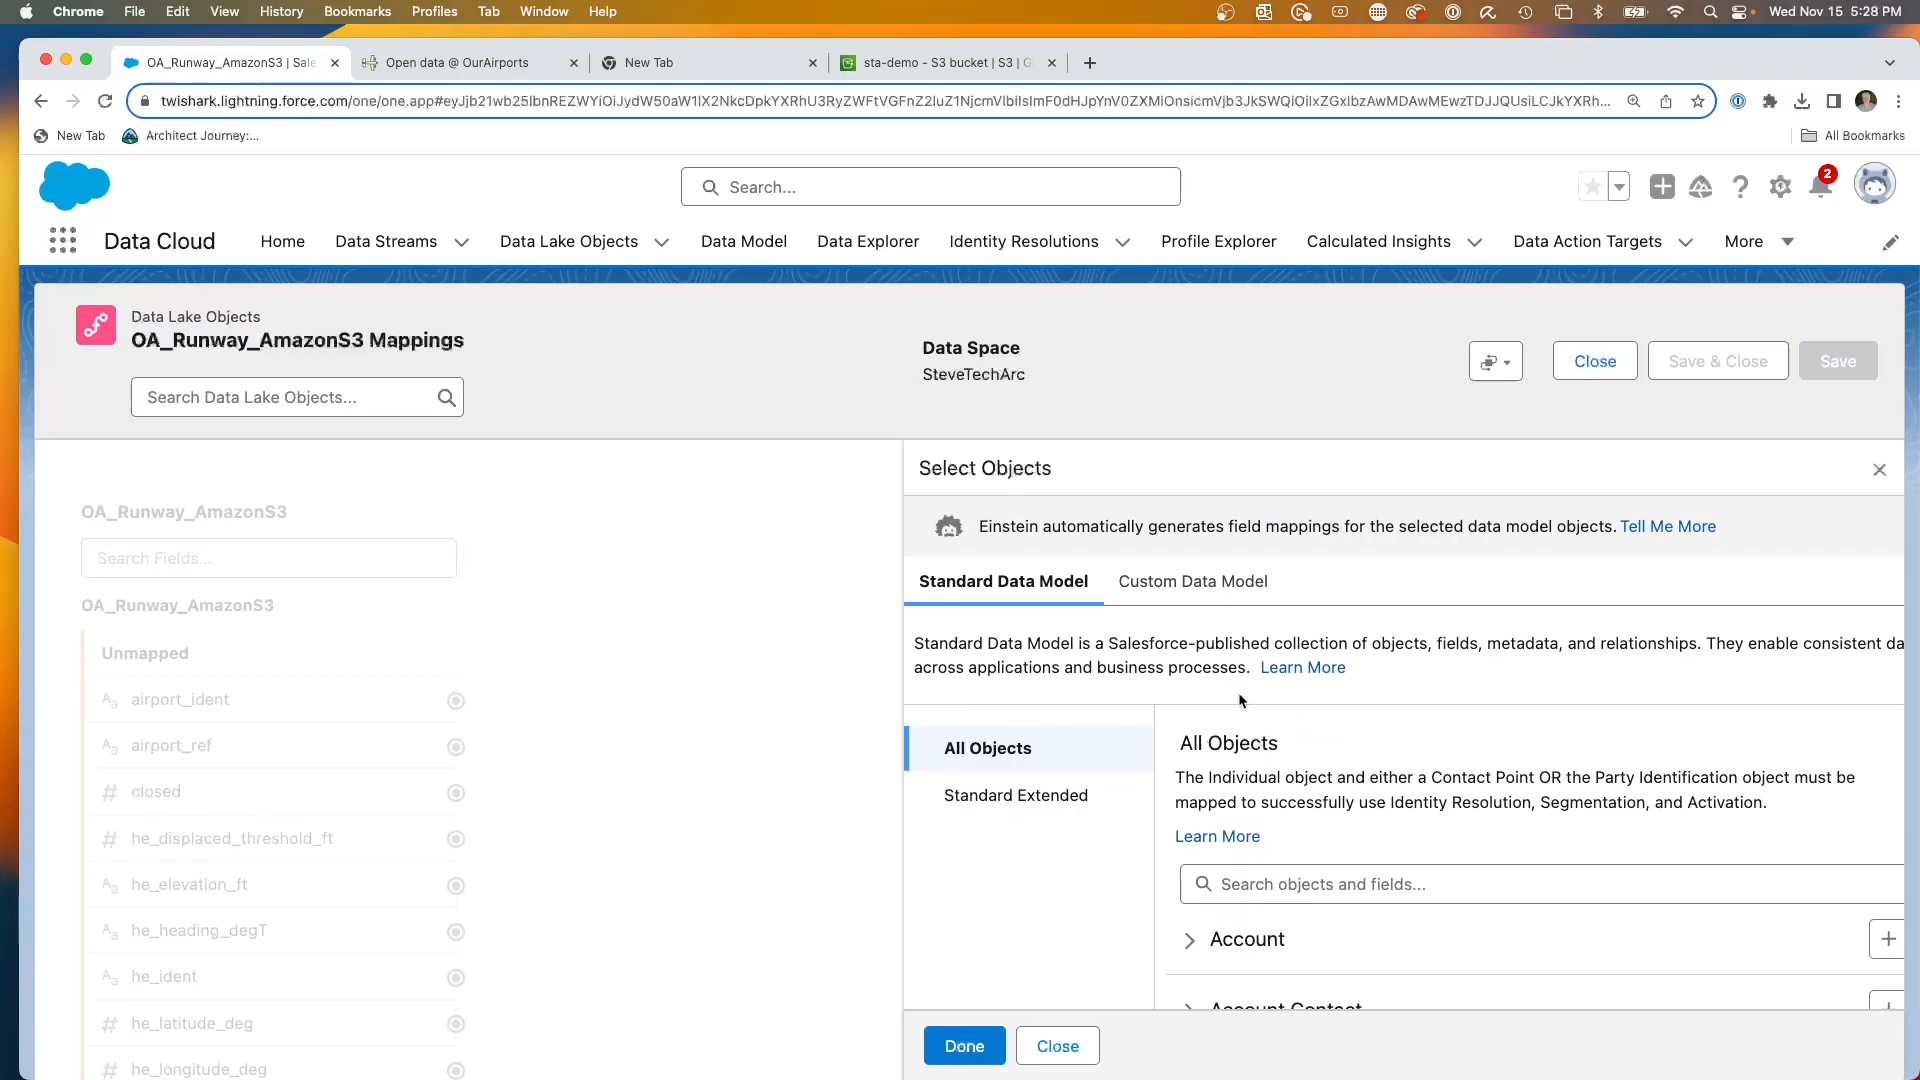 Chrome File Edit View History Bookmarks Profiles Tab Window Help Wed Nov 15 5:28 PM
OA_Runway_AmazonS3 | Sale Open data @ OurAirports New Tab sta-demo - S3 bucket | S3 | G
New Tab Architect Journey:... All Bookmarks
Search... 2
Data Cloud Home Data Streams Data Lake Objects Data Model Data Explorer Identity Resolutions Profile Explorer Calculated Insights Data Action Targets More
Data Lake Objects
OA_Runway_AmazonS3 Mappings
Data Space
SteveTechArc
Close Save & Close Save
Search Data Lake Objects...
Select Objects
OA_Runway_AmazonS3
Einstein automatically generates field mappings for the selected data model objects. Tell Me More
Search Fields...
Standard Data Model Custom Data Model
OA_Runway_AmazonS3
Standard Data Model is a Salesforce-published collection of objects, fields, metadata, and relationships. They enable consistent da
across applications and business processes. Learn More
Unmapped
airport_ident
airport_ref
closed
he_displaced_threshold_ft
he_elevation_ft
he_heading_degT
he_ident
he_latitude_deg
he_longitude_deg
All Objects
Standard Extended
All Objects
The Individual object and either a Contact Point OR the Party Identification object must be
mapped to successfully use Identity Resolution, Segmentation, and Activation.
Learn More
Search objects and fields...
Account
Account Contact
Done Close